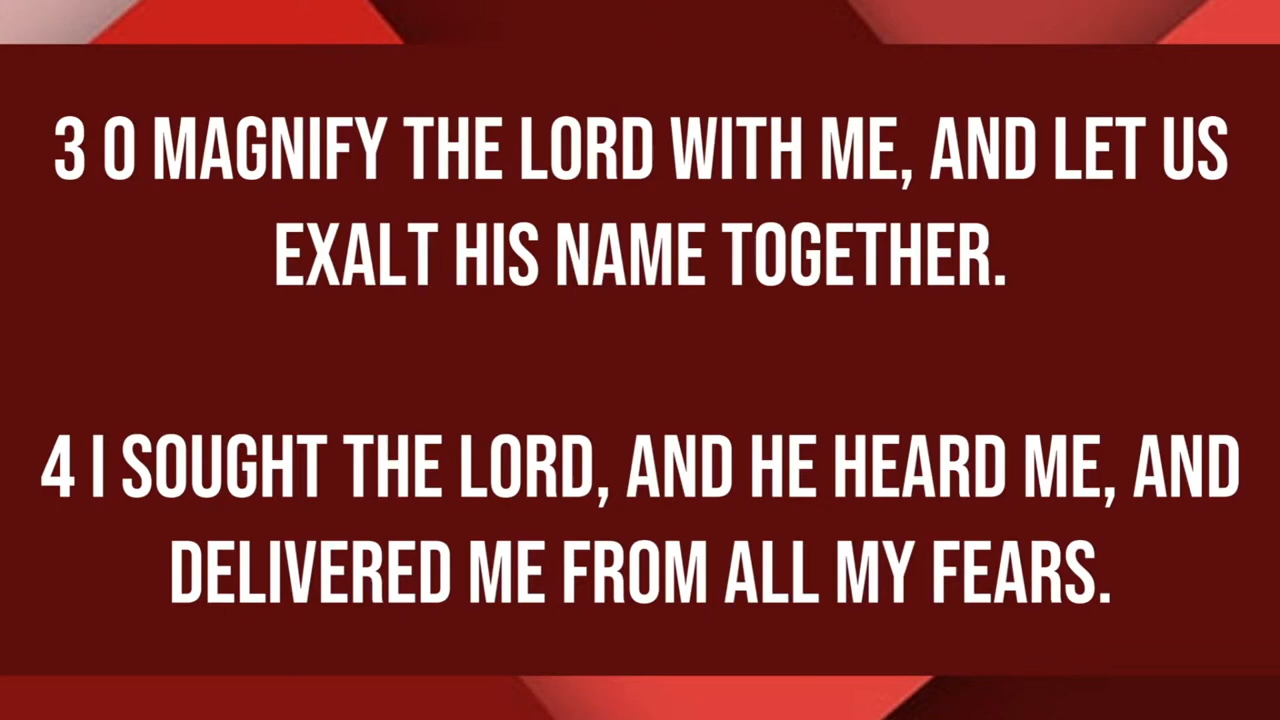 3 O MAGNIFY THE LORD WITH ME, AND LET US
EXALT HIS NAME TOGETHER.
4 I SOUGHT THE LORD, AND HE HEARD ME, AND
DELIVERED ME FROM ALL MY FEARS.